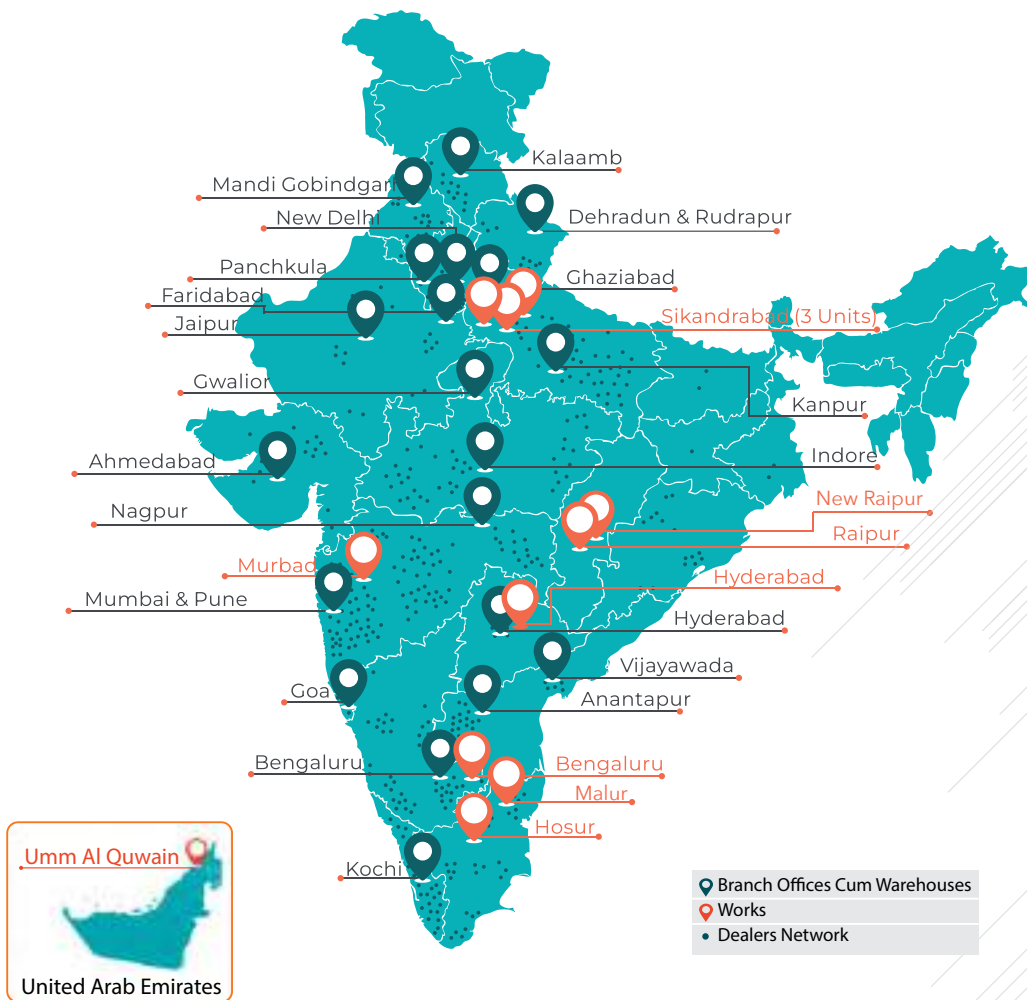 Kalaamb
Mandi Gobindgarh
New Delhi
Dehradun & Rudrapur
Panchkula
Ghaziabad
Faridabad
Sikandrabad (3 Units)
Jaipur
Gwalior
Kanpur
Ahmedabad
Indore
Nagpur
New Raipur
Raipur
Murbad
Hyderabad
Mumbai & Pune
Hyderabad
Vijayawada
Goa
Anantapur
Bengaluru
Bengaluru
Malur
Hosur
Kochi
Umm Al Quwain
United Arab Emirates
Branch Offices Cum Warehouses
Works
Dealers Network